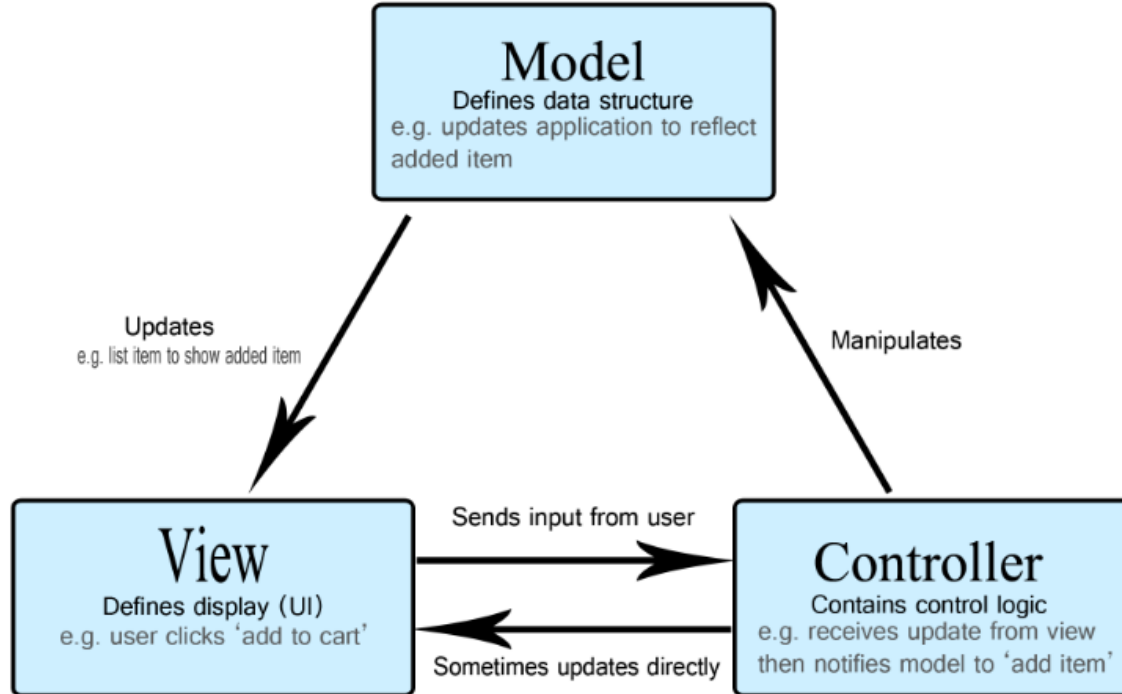 Model
Defines data structure
e.g. updates application to reflect
added item
Updates
e.g. list item to show added item
Manipulates
View
Defines display (UI)
e.g. user clicks ‘add to cart’
Sends input from user
Sometimes updates directly
Controller
Contains control logic
e.g. receives update from view
then notifies model to ‘add item’